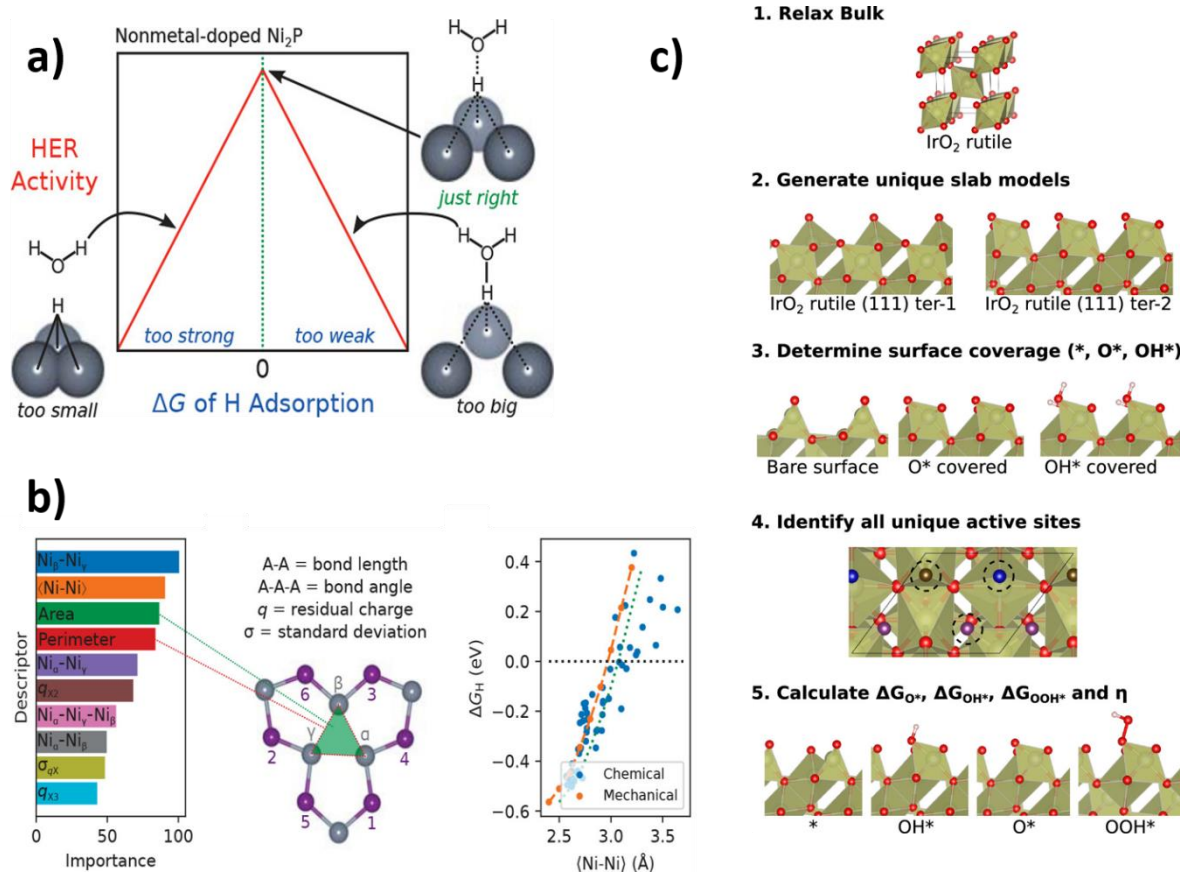 a)
Nonmetal-doped Ni₂P
HER
Activity
H H
O
H
too small
too strong
too weak
0
ΔG of H Adsorption
H H
O
H
just right
H H
O
H
too big
b)
Descriptor
Niβ-Niγ
⟨Ni-Ni⟩
Area
Perimeter
Niα-Niγ
qX2
Niα-Niγ-Niβ
Niα-Niβ
σqX
qX3
0 50 100
Importance
A-A = bond length
A-A-A = bond angle
q = residual charge
σ = standard deviation
β
6 3
γ α
2 4
5 1
ΔGH (eV)
0.4
0.2
0.0
-0.2
-0.4
-0.6
Chemical
Mechanical
2.5 3.0 3.5
⟨Ni-Ni⟩ (Å)
c)
1. Relax Bulk
IrO₂ rutile
2. Generate unique slab models
IrO₂ rutile (111) ter-1
IrO₂ rutile (111) ter-2
3. Determine surface coverage (*, O*, OH*)
Bare surface
O* covered
OH* covered
4. Identify all unique active sites
5. Calculate ΔGO*, ΔGOH*, ΔGOOH* and η
*
OH*
O*
OOH*